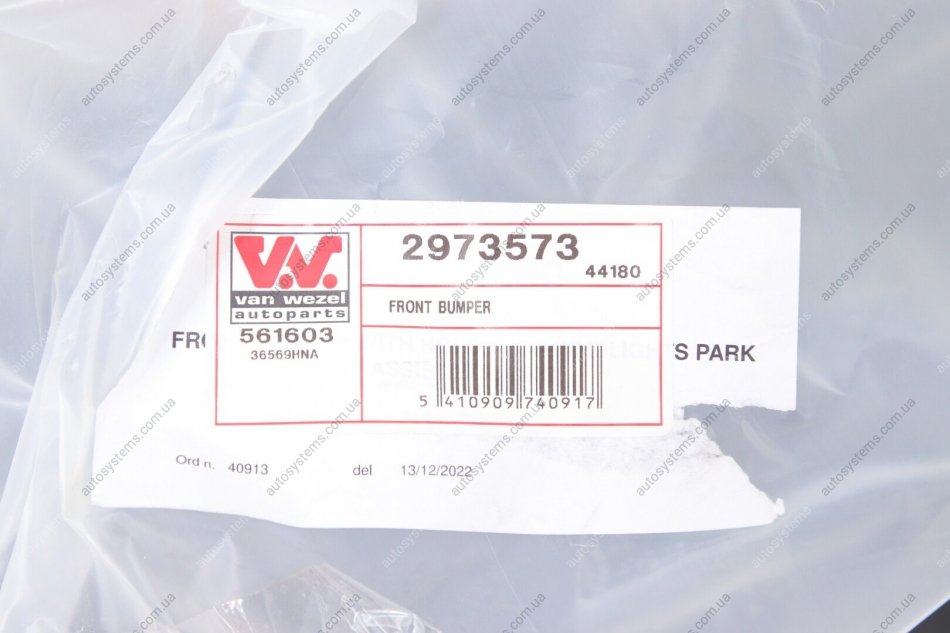 VW.
van wezel
autoparts
561603
36569HNA
2973573
44180
FRONT BUMPER
5 410909 740917
S PARK
Ord n. 40913 del 13/12/2022
autosystems.com.ua